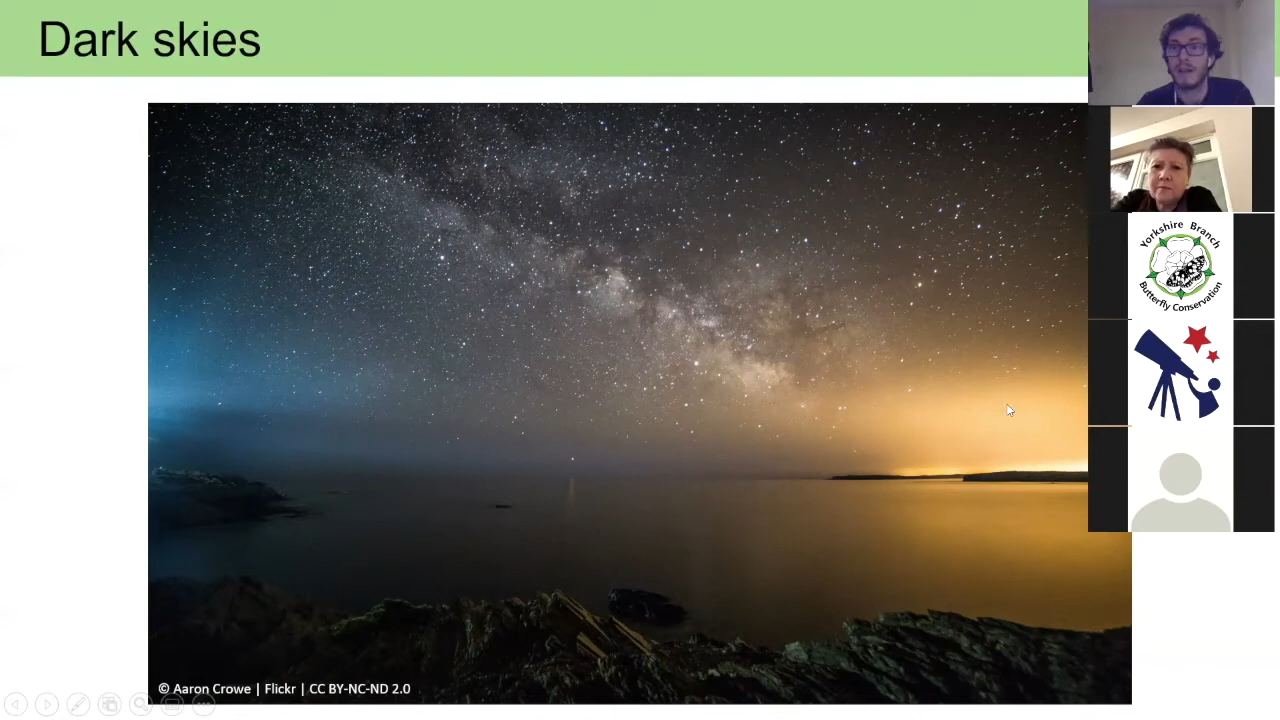 Dark skies
Yorkshire Branch
Butterfly Conservation
© Aaron Crowe | Flickr | CC BY-NC-ND 2.0